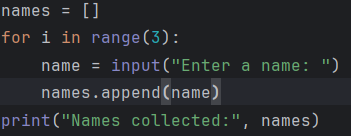 names = []
for i in range(3):
    name = input("Enter a name: ")
    names.append(name)
print("Names collected:", names)